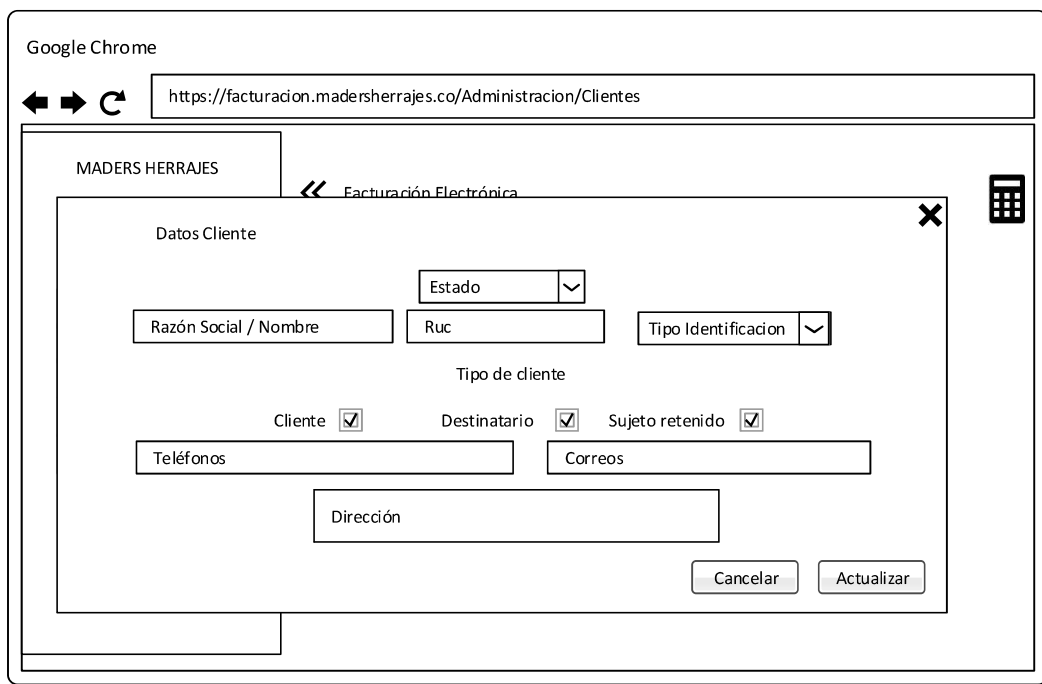 Google Chrome
https://facturacion.madersherrajes.co/Administracion/Clientes
MADERS HERRAJES
Facturación Electrónica
Datos Cliente
Estado
Razón Social / Nombre
Ruc
Tipo Identificacion
Tipo de cliente
Cliente
Destinatario
Sujeto retenido
Teléfonos
Correos
Dirección
Cancelar
Actualizar